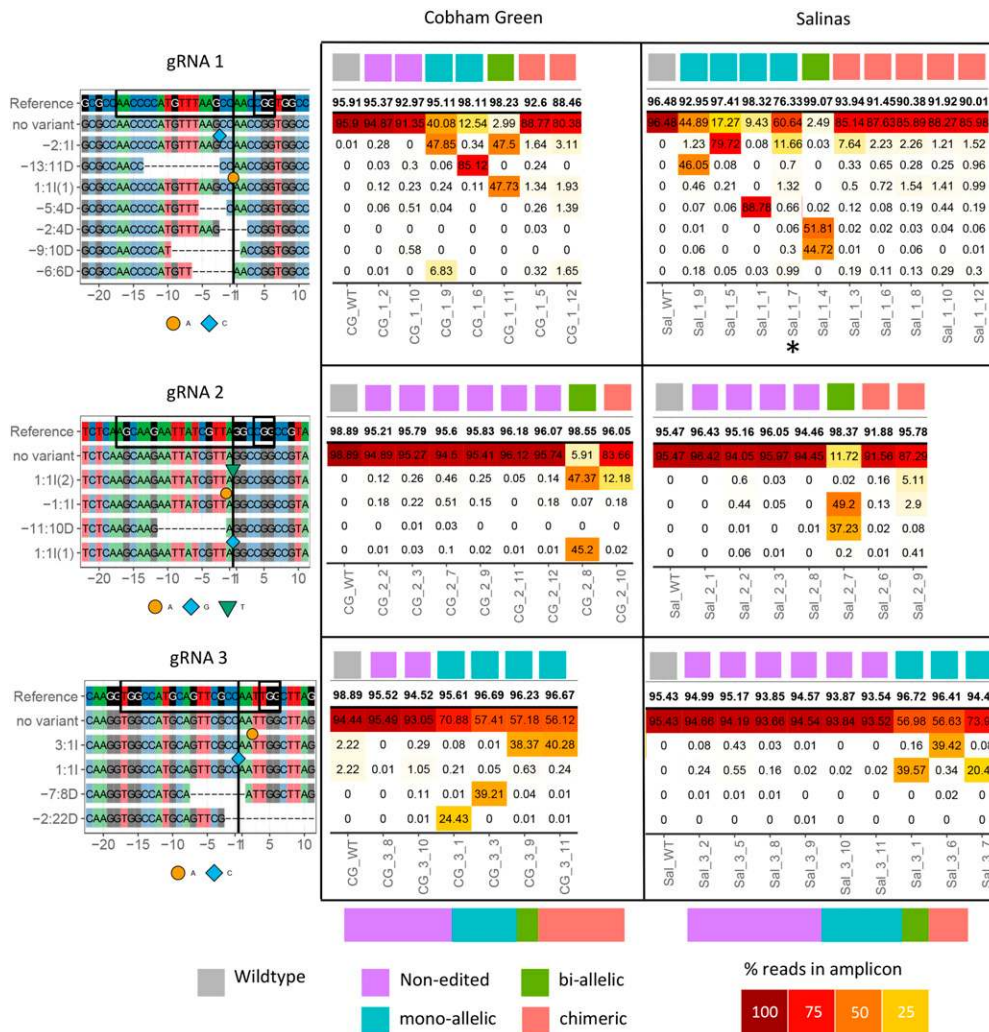 Cobham Green
Salinas
gRNA 1
Reference
GCGCCAACCCCATGTTTAAGCCAACCGGTGGCC
95.91 95.37 92.97 95.11 98.11 98.23 92.6 88.46
96.48 92.95 97.41 98.32 76.33 99.07 93.94 91.45 90.38 91.92 90.01
no variant
GCGCCAACCCCATGTTTAAGCCAACCGGTGGCC
95.9 94.87 91.35 40.08 12.54 2.99 88.77 80.38
96.48 44.89 17.27 9.43 60.64 2.49 85.14 87.63 85.89 88.27 85.98
−2:1I
GCGCCAACCCCATGTTTAAGCCAACCGGTGGCC
0.01 0.28 0 47.85 0.34 47.5 1.64 3.11
0 1.23 79.72 0.08 11.66 0.02 7.64 2.23 2.26 1.21 1.52
−13:11D
GCGCCAACC-----------CCAACCGGTGGCC
0 0.03 0.3 0 85.12 0 0.24 0
0 46.05 0.08 0 0.7 0 0.33 0.65 0.28 0.25 0.96
1:1I(1)
GCGCCAACCCCATGTTTAAGCCAACCGGTGGCC
0 0.12 0.23 0.24 0.11 47.73 1.34 1.93
0 0.46 0.21 0 1.32 0 0.5 0.72 1.54 1.41 0.99
−5:4D
GCGCCAACCCCATGTTT----CAACCGGTGGCC
0 0.06 0.51 0.04 0 0 0.26 1.39
0 0.07 0.06 88.78 0.66 0.02 0.12 0.08 0.19 0.44 0.19
−2:4D
GCGCCAACCCCATGTTTAAG----CCGGTGGCC
0 0 0 0 0 0 0.03 0
0 0.01 0 0 0.06 51.81 0.02 0.02 0.03 0.04 0.06
−9:10D
0 0 0.58 0 0 0 0 0
0 0.06 0.01 0 0.3 44.72 0 0.01 0.06 0 0.01
−6:6D
0 0.01 0 6.83 0 0 0.32 1.65
0 0.18 0.05 0.03 0.99 0 0.19 0.11 0.13 0.29 0.3
−20 −15 −10 −5 −1 1 5 10
A C
CG_WT CG_1_2 CG_1_10 CG_1_9 CG_1_6 CG_1_11 CG_1_5 CG_1_12
Sal_WT Sal_1_9 Sal_1_5 Sal_1_1 Sal_1_7 Sal_1_4 Sal_1_3 Sal_1_6 Sal_1_8 Sal_1_10 Sal_1_12
*
gRNA 2
Reference
TCTCAAGCAAGAATTATCGTTAGGCCGGCCGTA
98.89 95.21 95.79 95.6 95.83 96.18 96.07 98.55 96.05
95.47 96.43 95.16 96.05 94.46 98.37 91.88 95.78
no variant
TCTCAAGCAAGAATTATCGTTAGGCCGGCCGTA
98.89 94.89 95.27 94.5 95.41 96.12 95.74 5.91 83.66
95.47 96.42 94.05 95.97 94.45 11.72 91.56 87.29
1:1I(2)
TCTCAAGCAAGAATTATCGTTAGGCCGGCCGTA
0 0.12 0.26 0.46 0.25 0.05 0.14 47.37 12.18
0 0 0.6 0.03 0 0.02 0.16 5.11
−1:1I
TCTCAAGCAAGAATTATCGTTAGGCCGGCCGTA
0 0.18 0.22 0.51 0.15 0 0.18 0.07 0.18
0 0 0.44 0.05 0 49.2 0.13 2.9
−11:10D
0 0 0.01 0.03 0 0 0 0 0
0 0 0 0.01 0.01 37.23 0.02 0.08
1:1I(1)
TCTCAAGCAAGAATTATCGTTAGGCCGGCCGTA
0 0.01 0.03 0.1 0.02 0.01 0.01 45.2 0.02
0 0 0.06 0.01 0 0.2 0.01 0.41
−20 −15 −10 −5 −1 1 5 10
A G T
CG_WT CG_2_2 CG_2_3 CG_2_7 CG_2_9 CG_2_11 CG_2_12 CG_2_8 CG_2_10
Sal_WT Sal_2_1 Sal_2_2 Sal_2_3 Sal_2_8 Sal_2_7 Sal_2_6 Sal_2_9
gRNA 3
Reference
CAAGGTGGCCATGCAGTTCGCCAATTGGCTTAG
98.89 95.52 94.52 95.61 96.69 96.23 96.67
95.43 94.99 95.17 93.85 94.57 93.87 93.54 96.72 96.41 94.4
no variant
CAAGGTGGCCATGCAGTTCGCCAATTGGCTTAG
94.44 95.49 93.05 70.88 57.41 57.18 56.12
95.43 94.66 94.19 93.66 94.54 93.84 93.52 56.98 56.63 73.9
3:1I
CAAGGTGGCCATGCAGTTCGCCAATTGGCTTAG
2.22 0 0.29 0.08 0.01 38.37 40.28
0 0.08 0.43 0.03 0.01 0 0 0.16 39.42 0.08
1:1I
CAAGGTGGCCATGCAGTTCGCCAATTGGCTTAG
2.22 0.01 1.05 0.21 0.05 0.63 0.24
0 0.24 0.55 0.16 0.02 0.02 0.02 39.57 0.34 20.4
−7:8D
0 0 0.11 0.01 39.21 0.04 0.01
0 0.01 0.01 0.01 0 0 0 0 0.02 0
−2:22D
0 0 0.01 24.43 0 0.01 0.01
0 0 0 0 0 0 0 0.01 0 0
−20 −15 −10 −5 −1 1 5 10
A C
CG_WT CG_3_8 CG_3_10 CG_3_1 CG_3_3 CG_3_9 CG_3_11
Sal_WT Sal_3_2 Sal_3_5 Sal_3_8 Sal_3_9 Sal_3_10 Sal_3_11 Sal_3_1 Sal_3_6 Sal_3_7
Wildtype
Non-edited
bi-allelic
mono-allelic
chimeric
% reads in amplicon
100 75 50 25